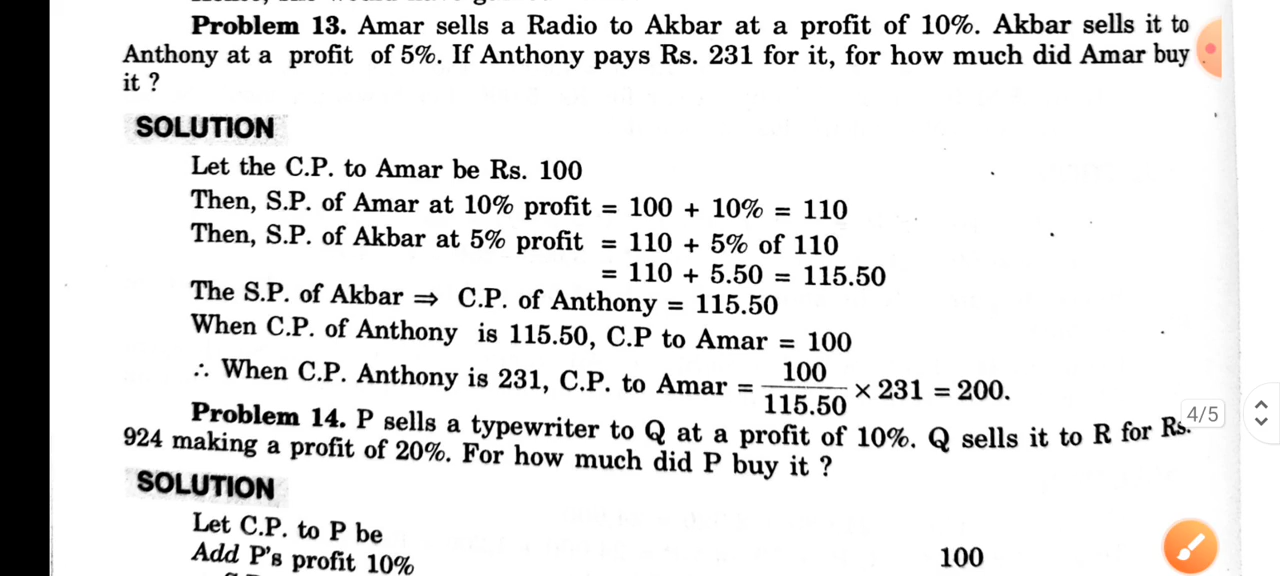 Problem 13. Amar sells a Radio to Akbar at a profit of 10%. Akbar sells it to
Anthony at a profit of 5%. If Anthony pays Rs. 231 for it, for how much did Amar buy
it ?
SOLUTION
Let the C.P. to Amar be Rs. 100
Then, S.P. of Amar at 10% profit = 100 + 10% = 110
Then, S.P. of Akbar at 5% profit = 110 + 5% of 110
= 110 + 5.50 = 115.50
The S.P. of Akbar ⇒ C.P. of Anthony = 115.50
When C.P. of Anthony is 115.50, C.P to Amar = 100
∴ When C.P. Anthony is 231, C.P. to Amar = 100/115.50 × 231 = 200.
4/5
Problem 14. P sells a typewriter to Q at a profit of 10%. Q sells it to R for Rs.
924 making a profit of 20%. For how much did P buy it ?
SOLUTION
Let C.P. to P be
Add P's profit 10% 100